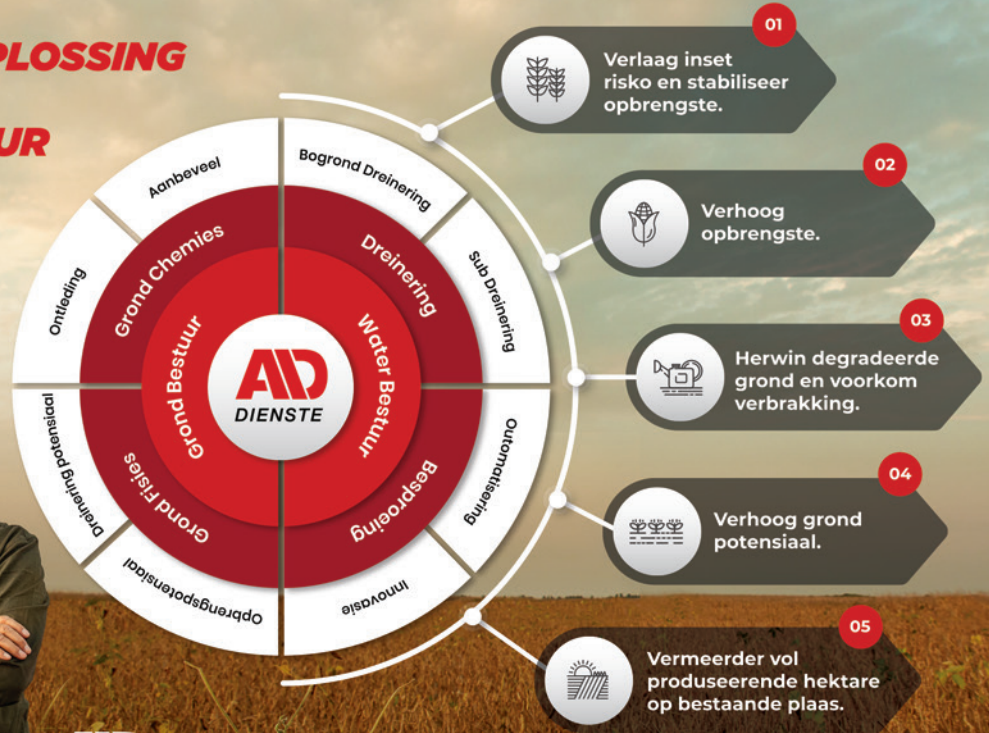 PLOSSING
UR
Aanbeveel
Bogrond Dreinering
Ontleding
Grond Chemies
Dreinering
Sub Dreinering
Grond Bestuur
Water Bestuur
AD
DIENSTE
Dreinering potensiaal
Grond Fisies
Besproeing
Outomatisering
Opbrengspotensiaal
Innovasie
01
Verlaag inset
risko en stabiliseer
opbrengste.
02
Verhoog
opbrengste.
03
Herwin degradeerde
grond en voorkom
verbrakking.
04
Verhoog grond
potensiaal.
05
Vermeerder vol
produseerende hektare
op bestaande plaas.